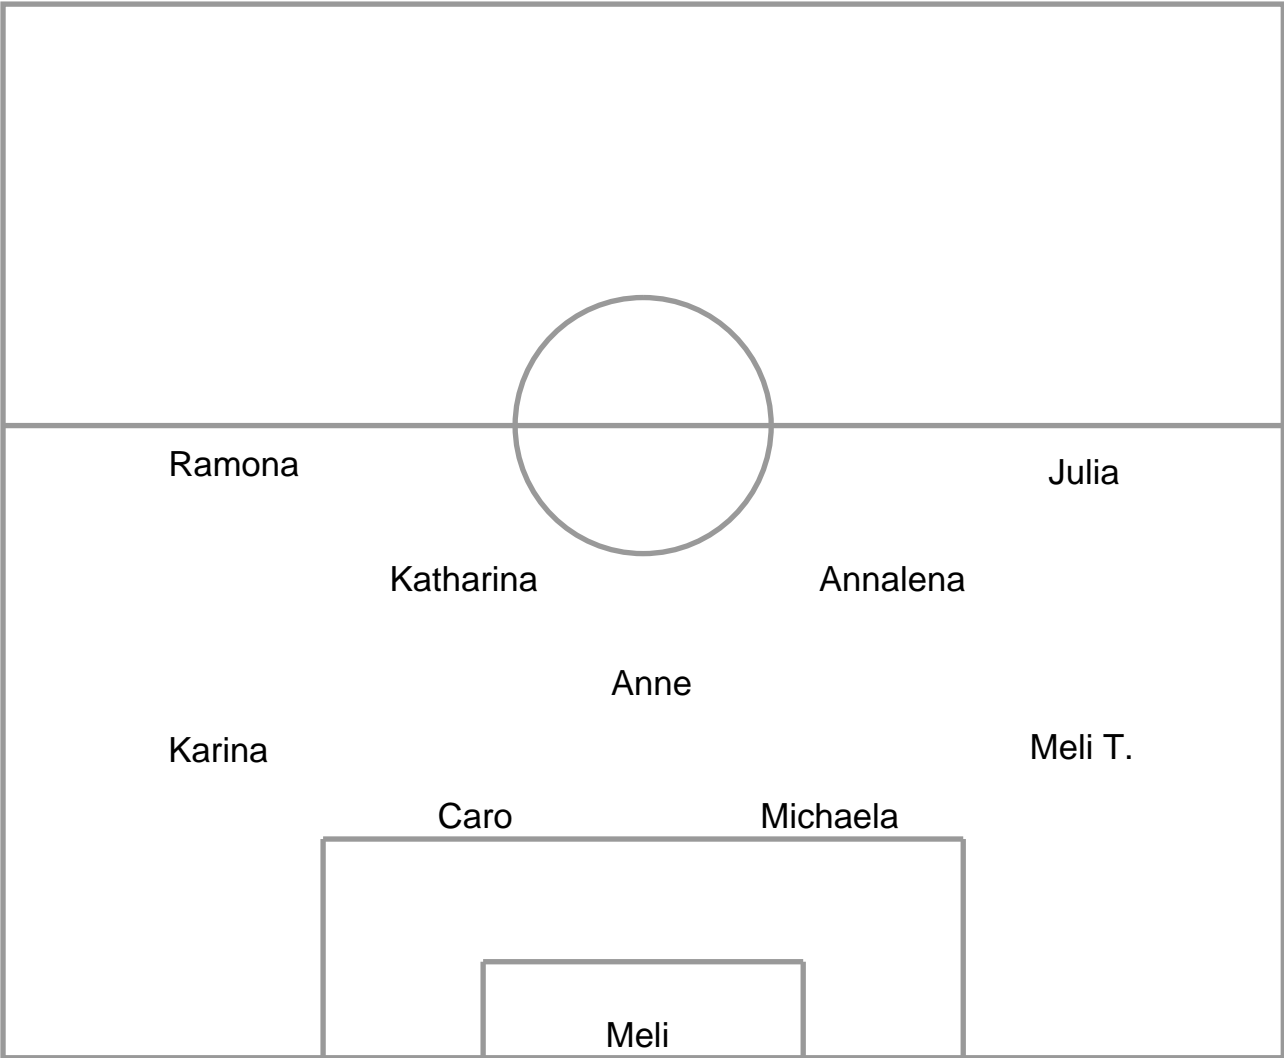 Ramona
Julia
Katharina
Annalena
Anne
Karina
Meli T.
Caro
Michaela
Meli